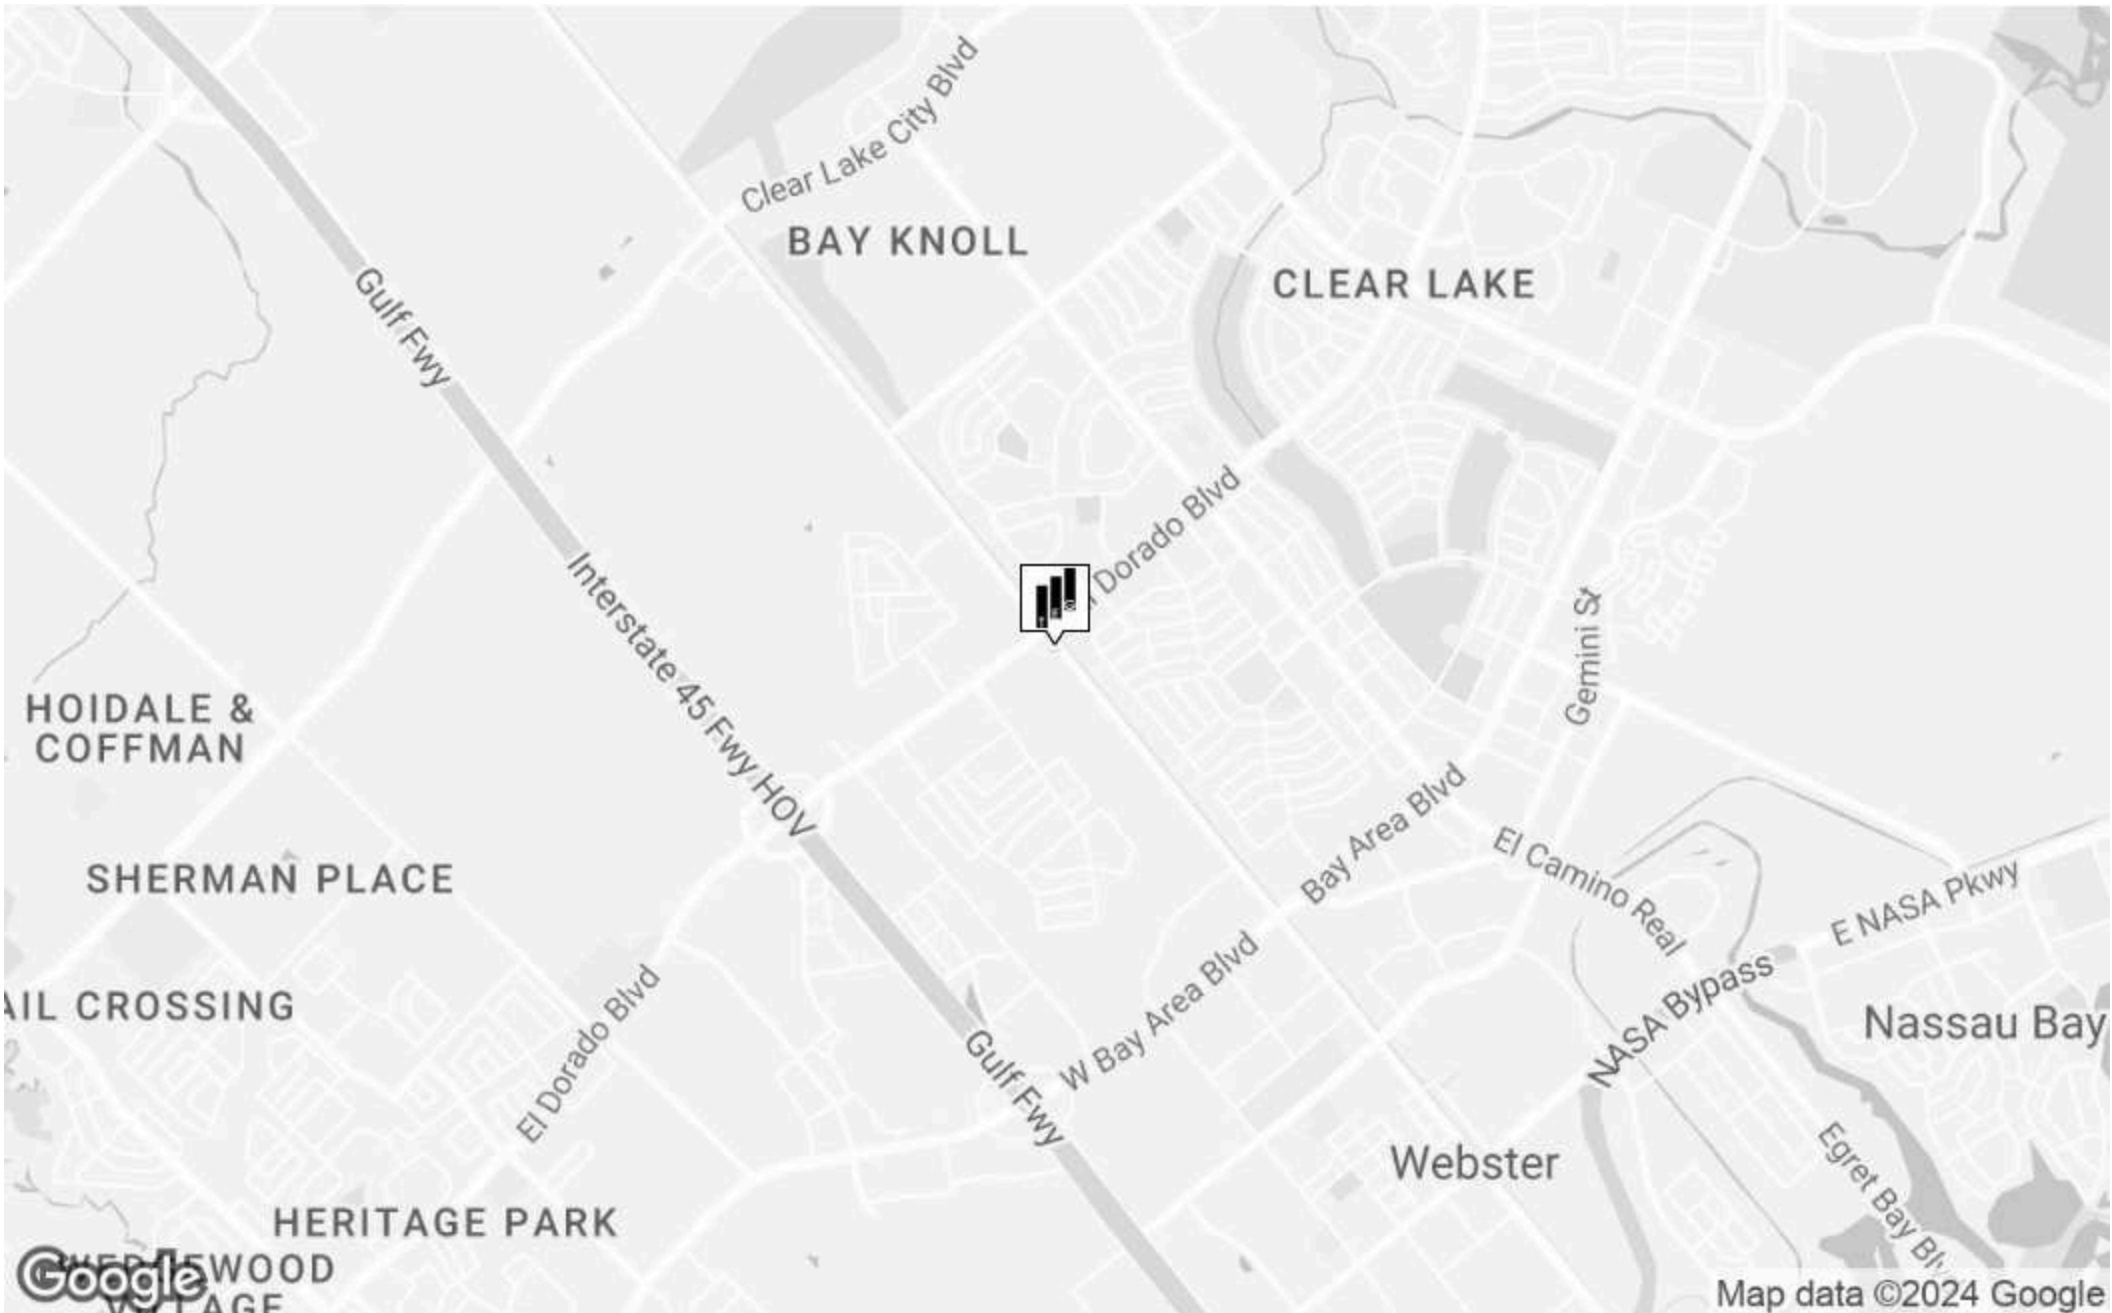 Clear Lake City Blvd
BAY KNOLL
CLEAR LAKE
Gulf Fwy
Dorado Blvd
Interstate 45 Fwy HOV
Gemini St
HOIDALE &
COFFMAN
Bay Area Blvd
El Camino Real
SHERMAN PLACE
E NASA Pkwy
AIL CROSSING
El Dorado Blvd
W Bay Area Blvd
NASA Bypass
Nassau Bay
Gulf Fwy
Webster
Egret Bay Blv
HERITAGE PARK
Google
Map data ©2024 Google